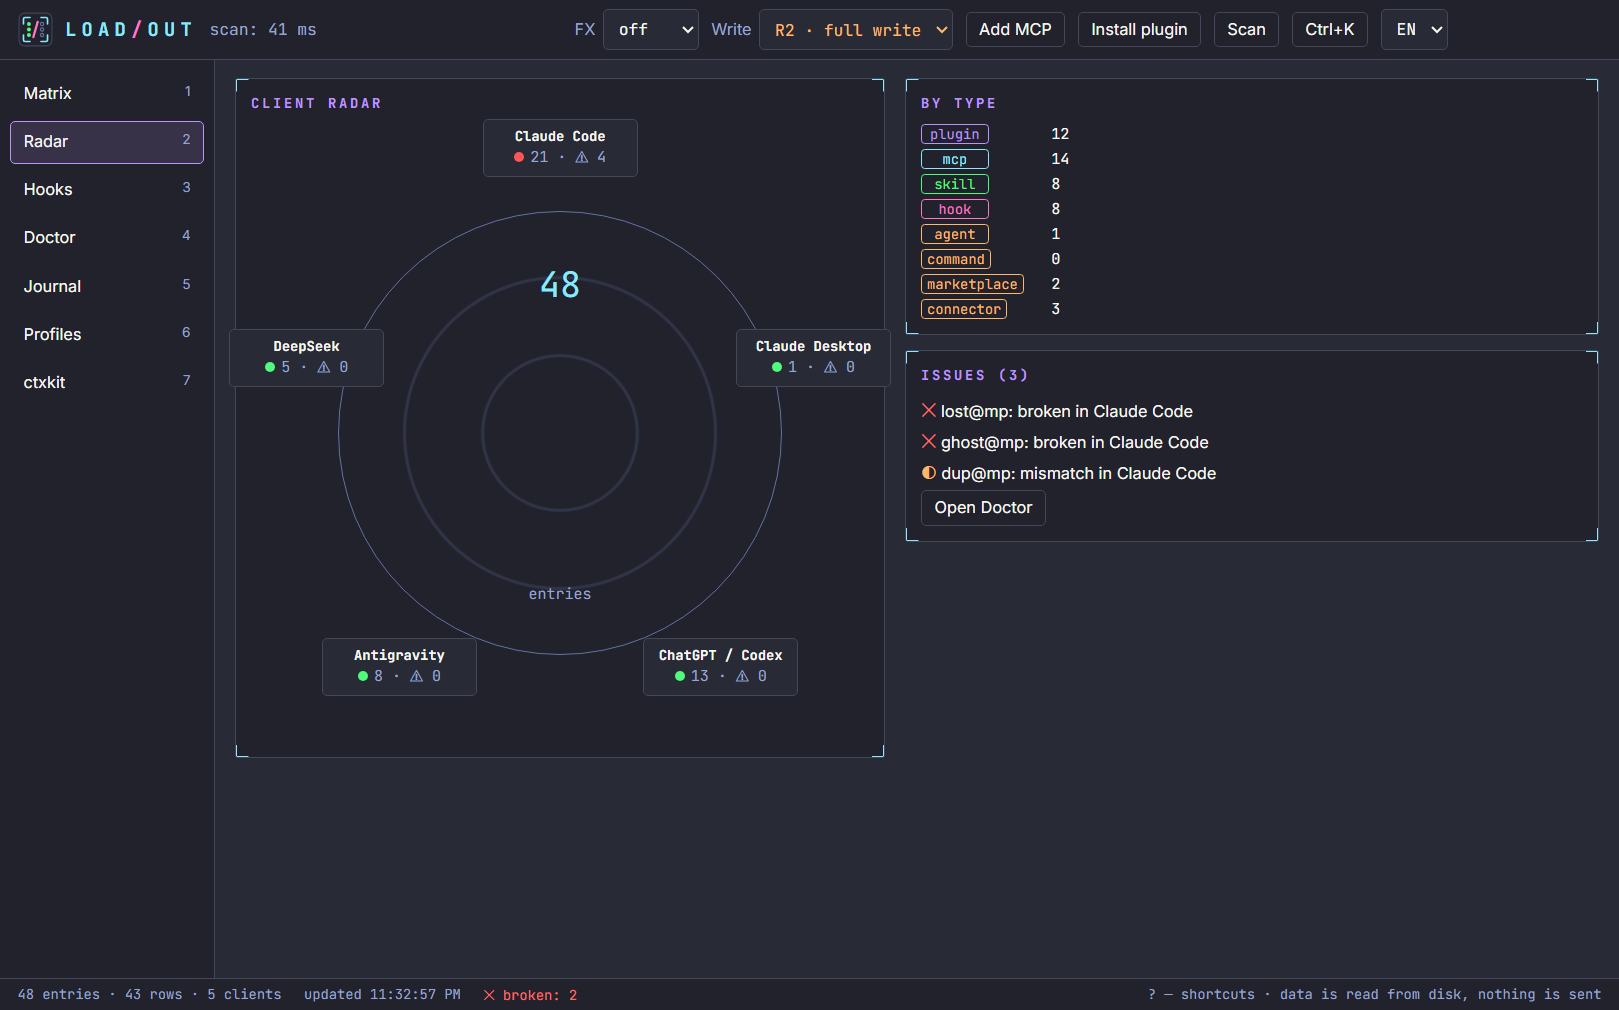 LOAD/OUT scan: 41 ms FX off Write R2 · full write Add MCP Install plugin Scan Ctrl+K EN
Matrix 1
Radar 2
Hooks 3
Doctor 4
Journal 5
Profiles 6
ctxkit 7
CLIENT RADAR
Claude Code
21 · ⚠ 4
48
DeepSeek
5 · ⚠ 0
Claude Desktop
1 · ⚠ 0
entries
Antigravity
8 · ⚠ 0
ChatGPT / Codex
13 · ⚠ 0
BY TYPE
plugin 12
mcp 14
skill 8
hook 8
agent 1
command 0
marketplace 2
connector 3
ISSUES (3)
lost@mp: broken in Claude Code
ghost@mp: broken in Claude Code
dup@mp: mismatch in Claude Code
Open Doctor
48 entries · 43 rows · 5 clients updated 11:32:57 PM broken: 2 ? — shortcuts · data is read from disk, nothing is sent